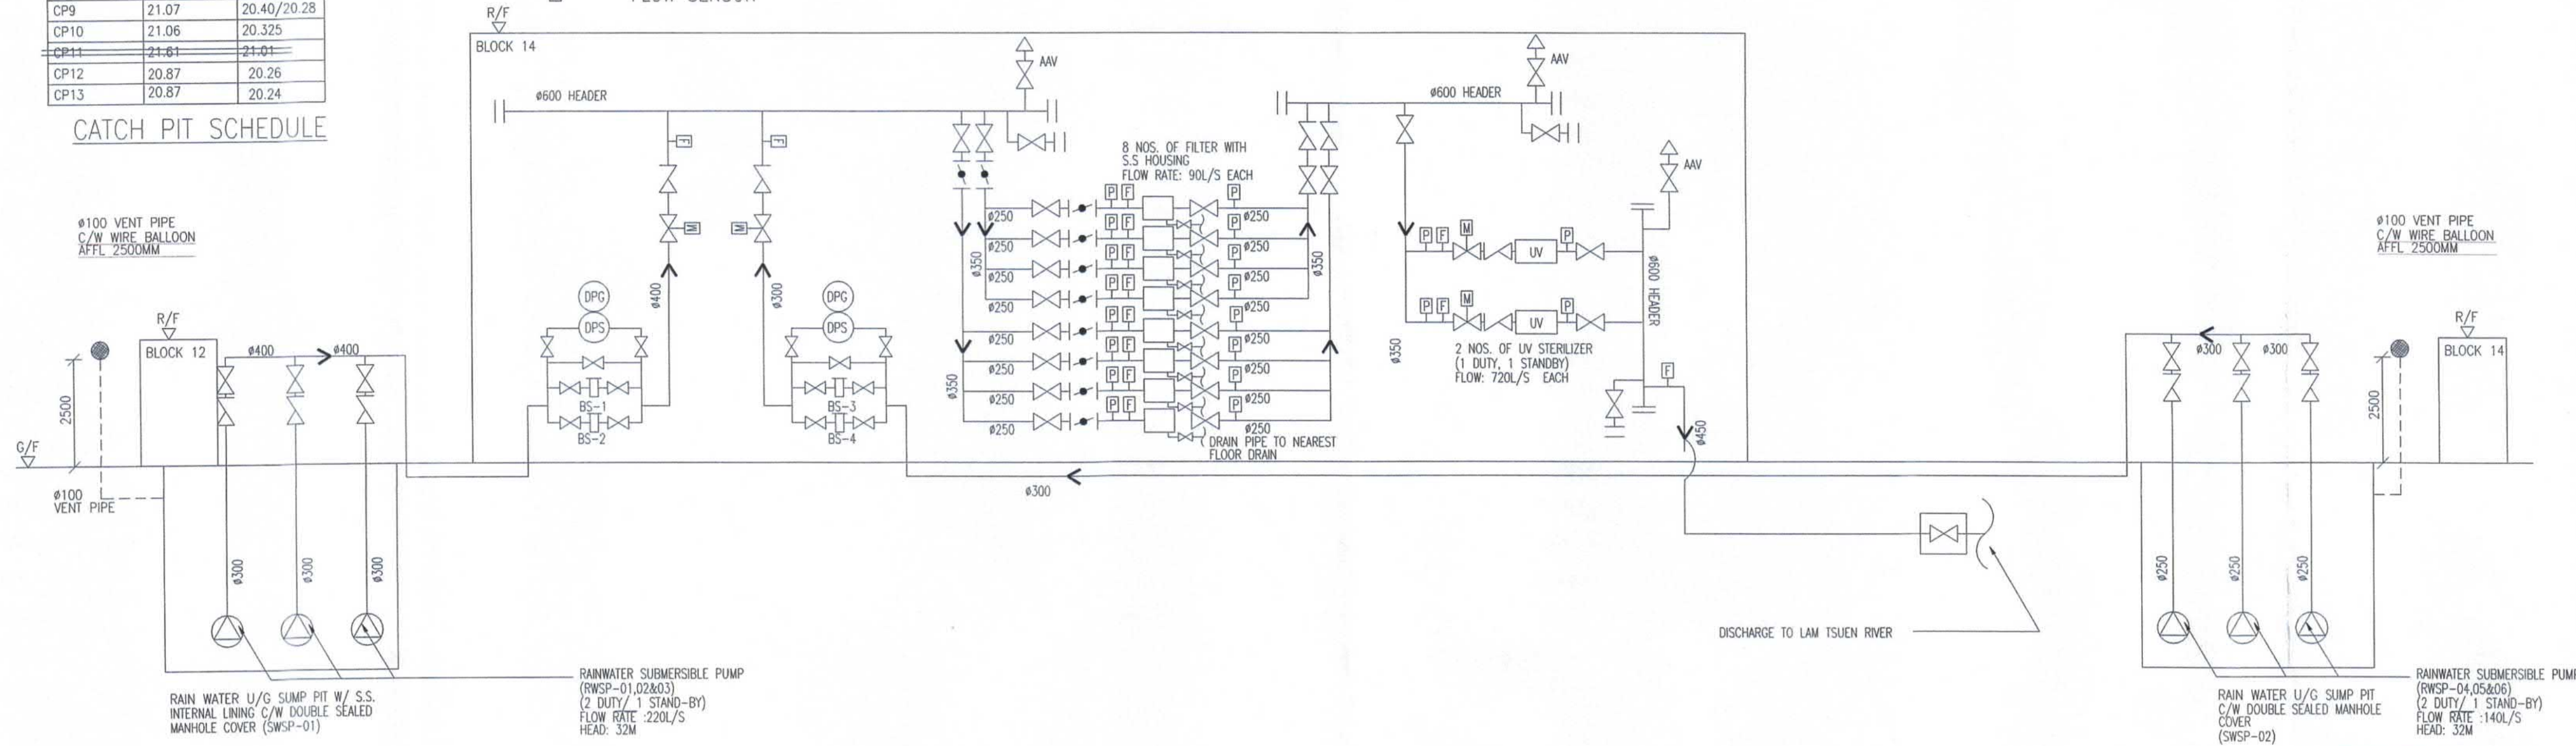 CP9 21.07 20.40/20.28
CP10 21.06 20.325
CP11 21.61 21.01
CP12 20.87 20.26
CP13 20.87 20.24
CATCH PIT SCHEDULE
R/F
BLOCK 14
ø600 HEADER
AAV
ø600 HEADER
AAV
AAV
F
F
M
M
8 NOS. OF FILTER WITH
S.S HOUSING
FLOW RATE: 90L/S EACH
ø100 VENT PIPE
C/W WIRE BALLOON
AFFL 2500MM
R/F
BLOCK 12
ø400
ø400
2500
G/F
ø100
VENT PIPE
ø300
ø300
ø300
RAIN WATER U/G SUMP PIT W/ S.S.
INTERNAL LINING C/W DOUBLE SEALED
MANHOLE COVER (SWSP-01)
RAINWATER SUBMERSIBLE PUMP
(RWSP-01,02&03)
(2 DUTY/ 1 STAND-BY)
FLOW RATE :220L/S
HEAD: 32M
DPG
DPS
BS-1
BS-2
ø400
ø300
DPG
DPS
BS-3
BS-4
ø350
ø350
ø250 P F P ø250
ø250 P F P ø250
ø250 P F P ø250
ø250 P F P ø250
ø250 P F P ø250
ø250 P F P ø250
ø250 P F P ø250
ø250 P F P ø250
ø350
DRAIN PIPE TO NEAREST
FLOOR DRAIN
P F M UV P
P F M UV P
ø350
2 NOS. OF UV STERILIZER
(1 DUTY, 1 STANDBY)
FLOW: 720L/S EACH
ø600 HEADER
F
ø450
ø300
DISCHARGE TO LAM TSUEN RIVER
ø300
ø300
ø250
ø250
ø250
ø100 VENT PIPE
C/W WIRE BALLOON
AFFL 2500MM
R/F
BLOCK 14
2500
RAIN WATER U/G SUMP PIT
C/W DOUBLE SEALED MANHOLE
COVER
(SWSP-02)
RAINWATER SUBMERSIBLE PUMP
(RWSP-04,05&06)
(2 DUTY/ 1 STAND-BY)
FLOW RATE :140L/S
HEAD: 32M